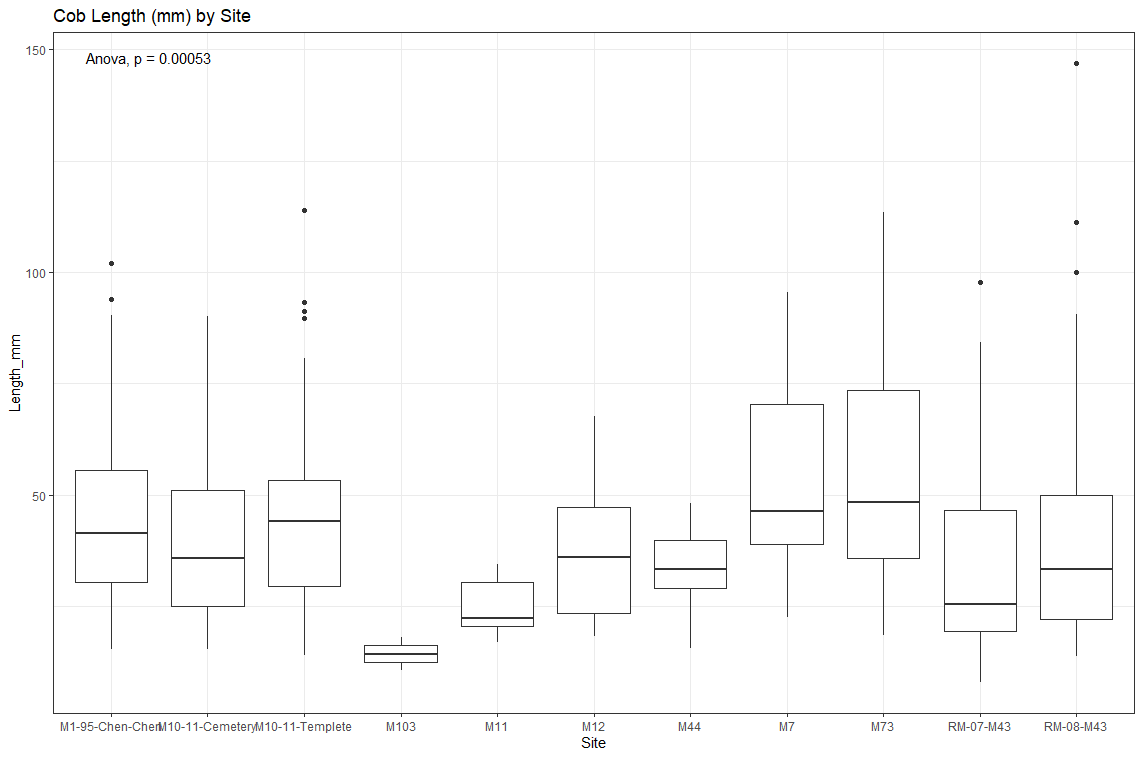 Cob Length (mm) by Site
Anova, p = 0.00053
150
100
50
Length_mm
M1-95-Chen-Chen M10-11-Cemetery M10-11-Templete M103 M11 M12 M44 M7 M73 RM-07-M43 RM-08-M43
Site